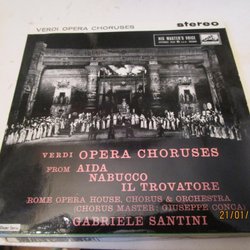 VERDI OPERA CHORUSES
stereo
HIS MASTER'S VOICE
VERDI OPERA CHORUSES
FROM AIDA
NABUCCO
IL TROVATORE
ROME OPERA HOUSE, CHORUS & ORCHESTRA
(CHORUS MASTER: GIUSEPPE CONCA)
GABRIELE SANTINI
21/01